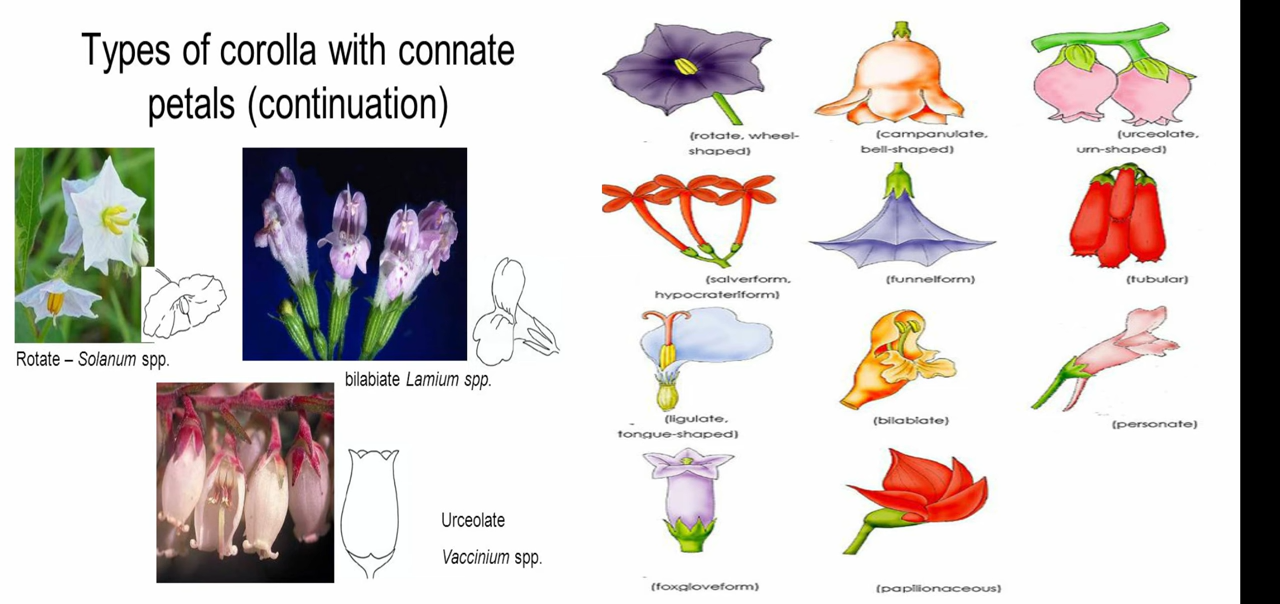 Types of corolla with connate
petals (continuation)
Rotate – Solanum spp.
bilabiate Lamium spp.
Urceolate
Vaccinium spp.
(rotate, wheel-
shaped)
(campanulate,
bell-shaped)
(urceolate,
urn-shaped)
(salverform,
hypocrateriform)
(funnelform)
(tubular)
(ligulate,
tongue-shaped)
(bilabiate)
(personate)
(foxgloveform)
(papilionaceous)